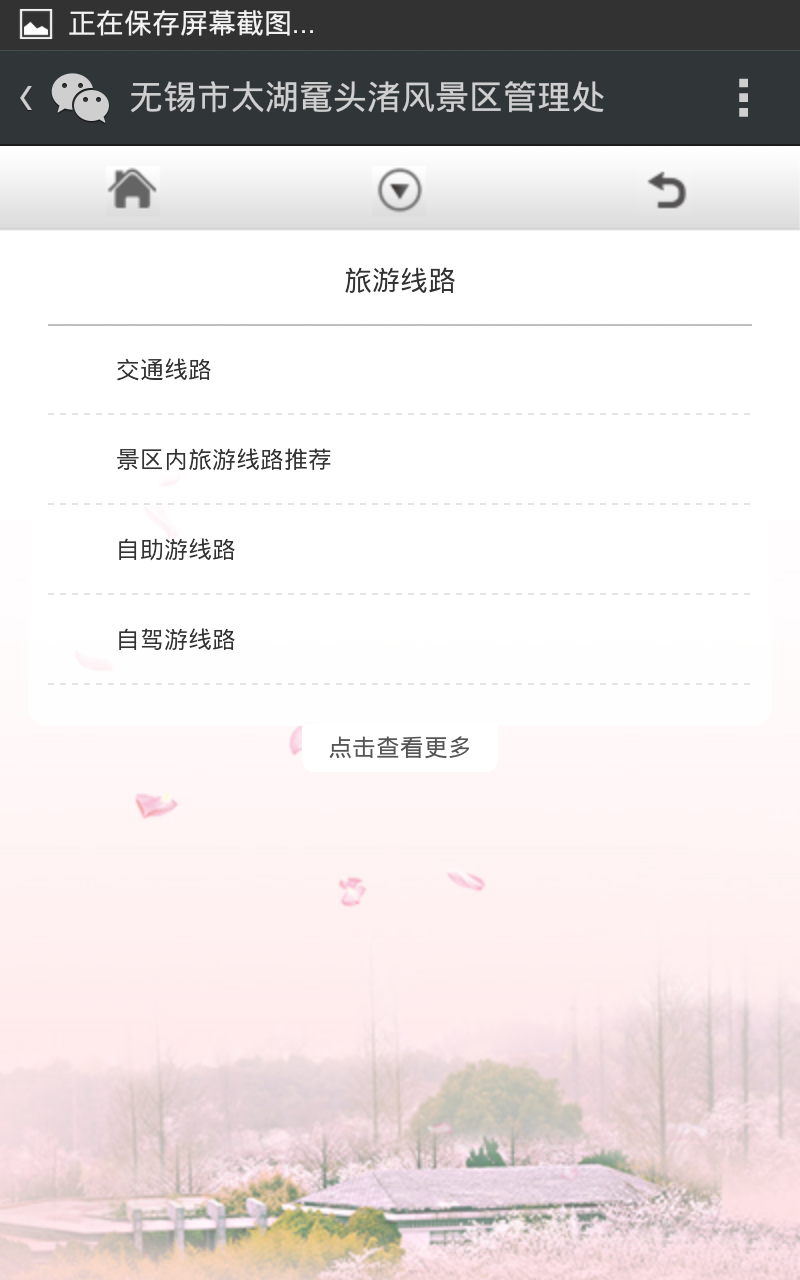 正在保存屏幕截图...
无锡市太湖鼋头渚风景区管理处
旅游线路
交通线路
景区内旅游线路推荐
自助游线路
自驾游线路
点击查看更多